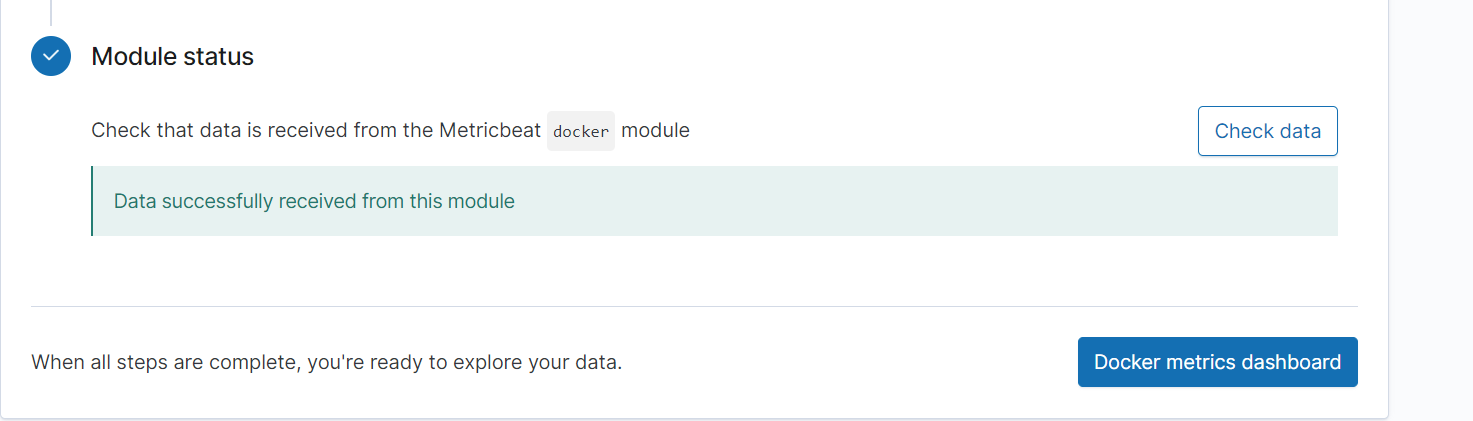 Module status
Check that data is received from the Metricbeat docker module
Check data
Data successfully received from this module
When all steps are complete, you're ready to explore your data.
Docker metrics dashboard